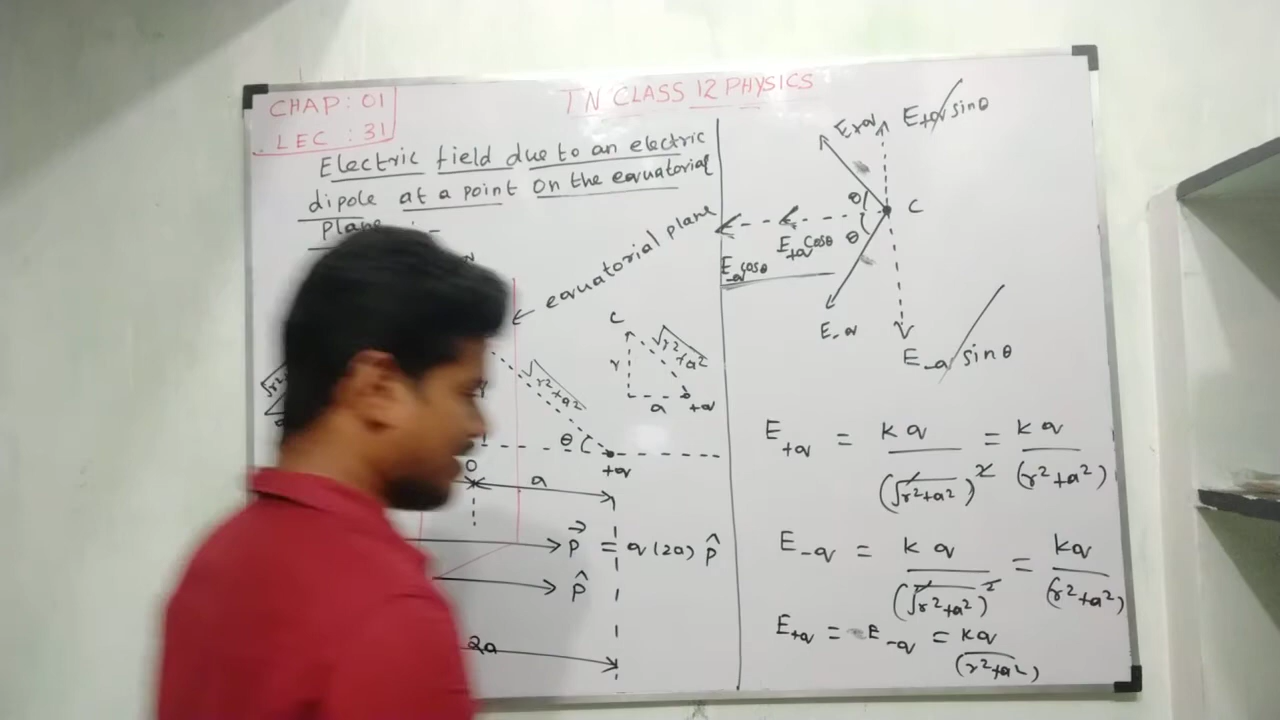 CHAP: 01
LEC : 31
TN CLASS 12 PHYSICS
Electric field due to an electric
dipole at a point on the equatorial
plane :-
equatorial plane
C
√r²+a²
r
a
+q
√r²+a²
θ
+q
O
a
P⃗ = q(2a) P̂
P̂
2a
E+q
E+q sinθ
θ
C
θ
E+q cosθ
E-q cosθ
E-q
E-q sinθ
E+q = kq/(√r²+a²)² = kq/(r²+a²)
E-q = kq/(√r²+a²)² = kq/(r²+a²)
E+q = E-q = kq/(r²+a²)